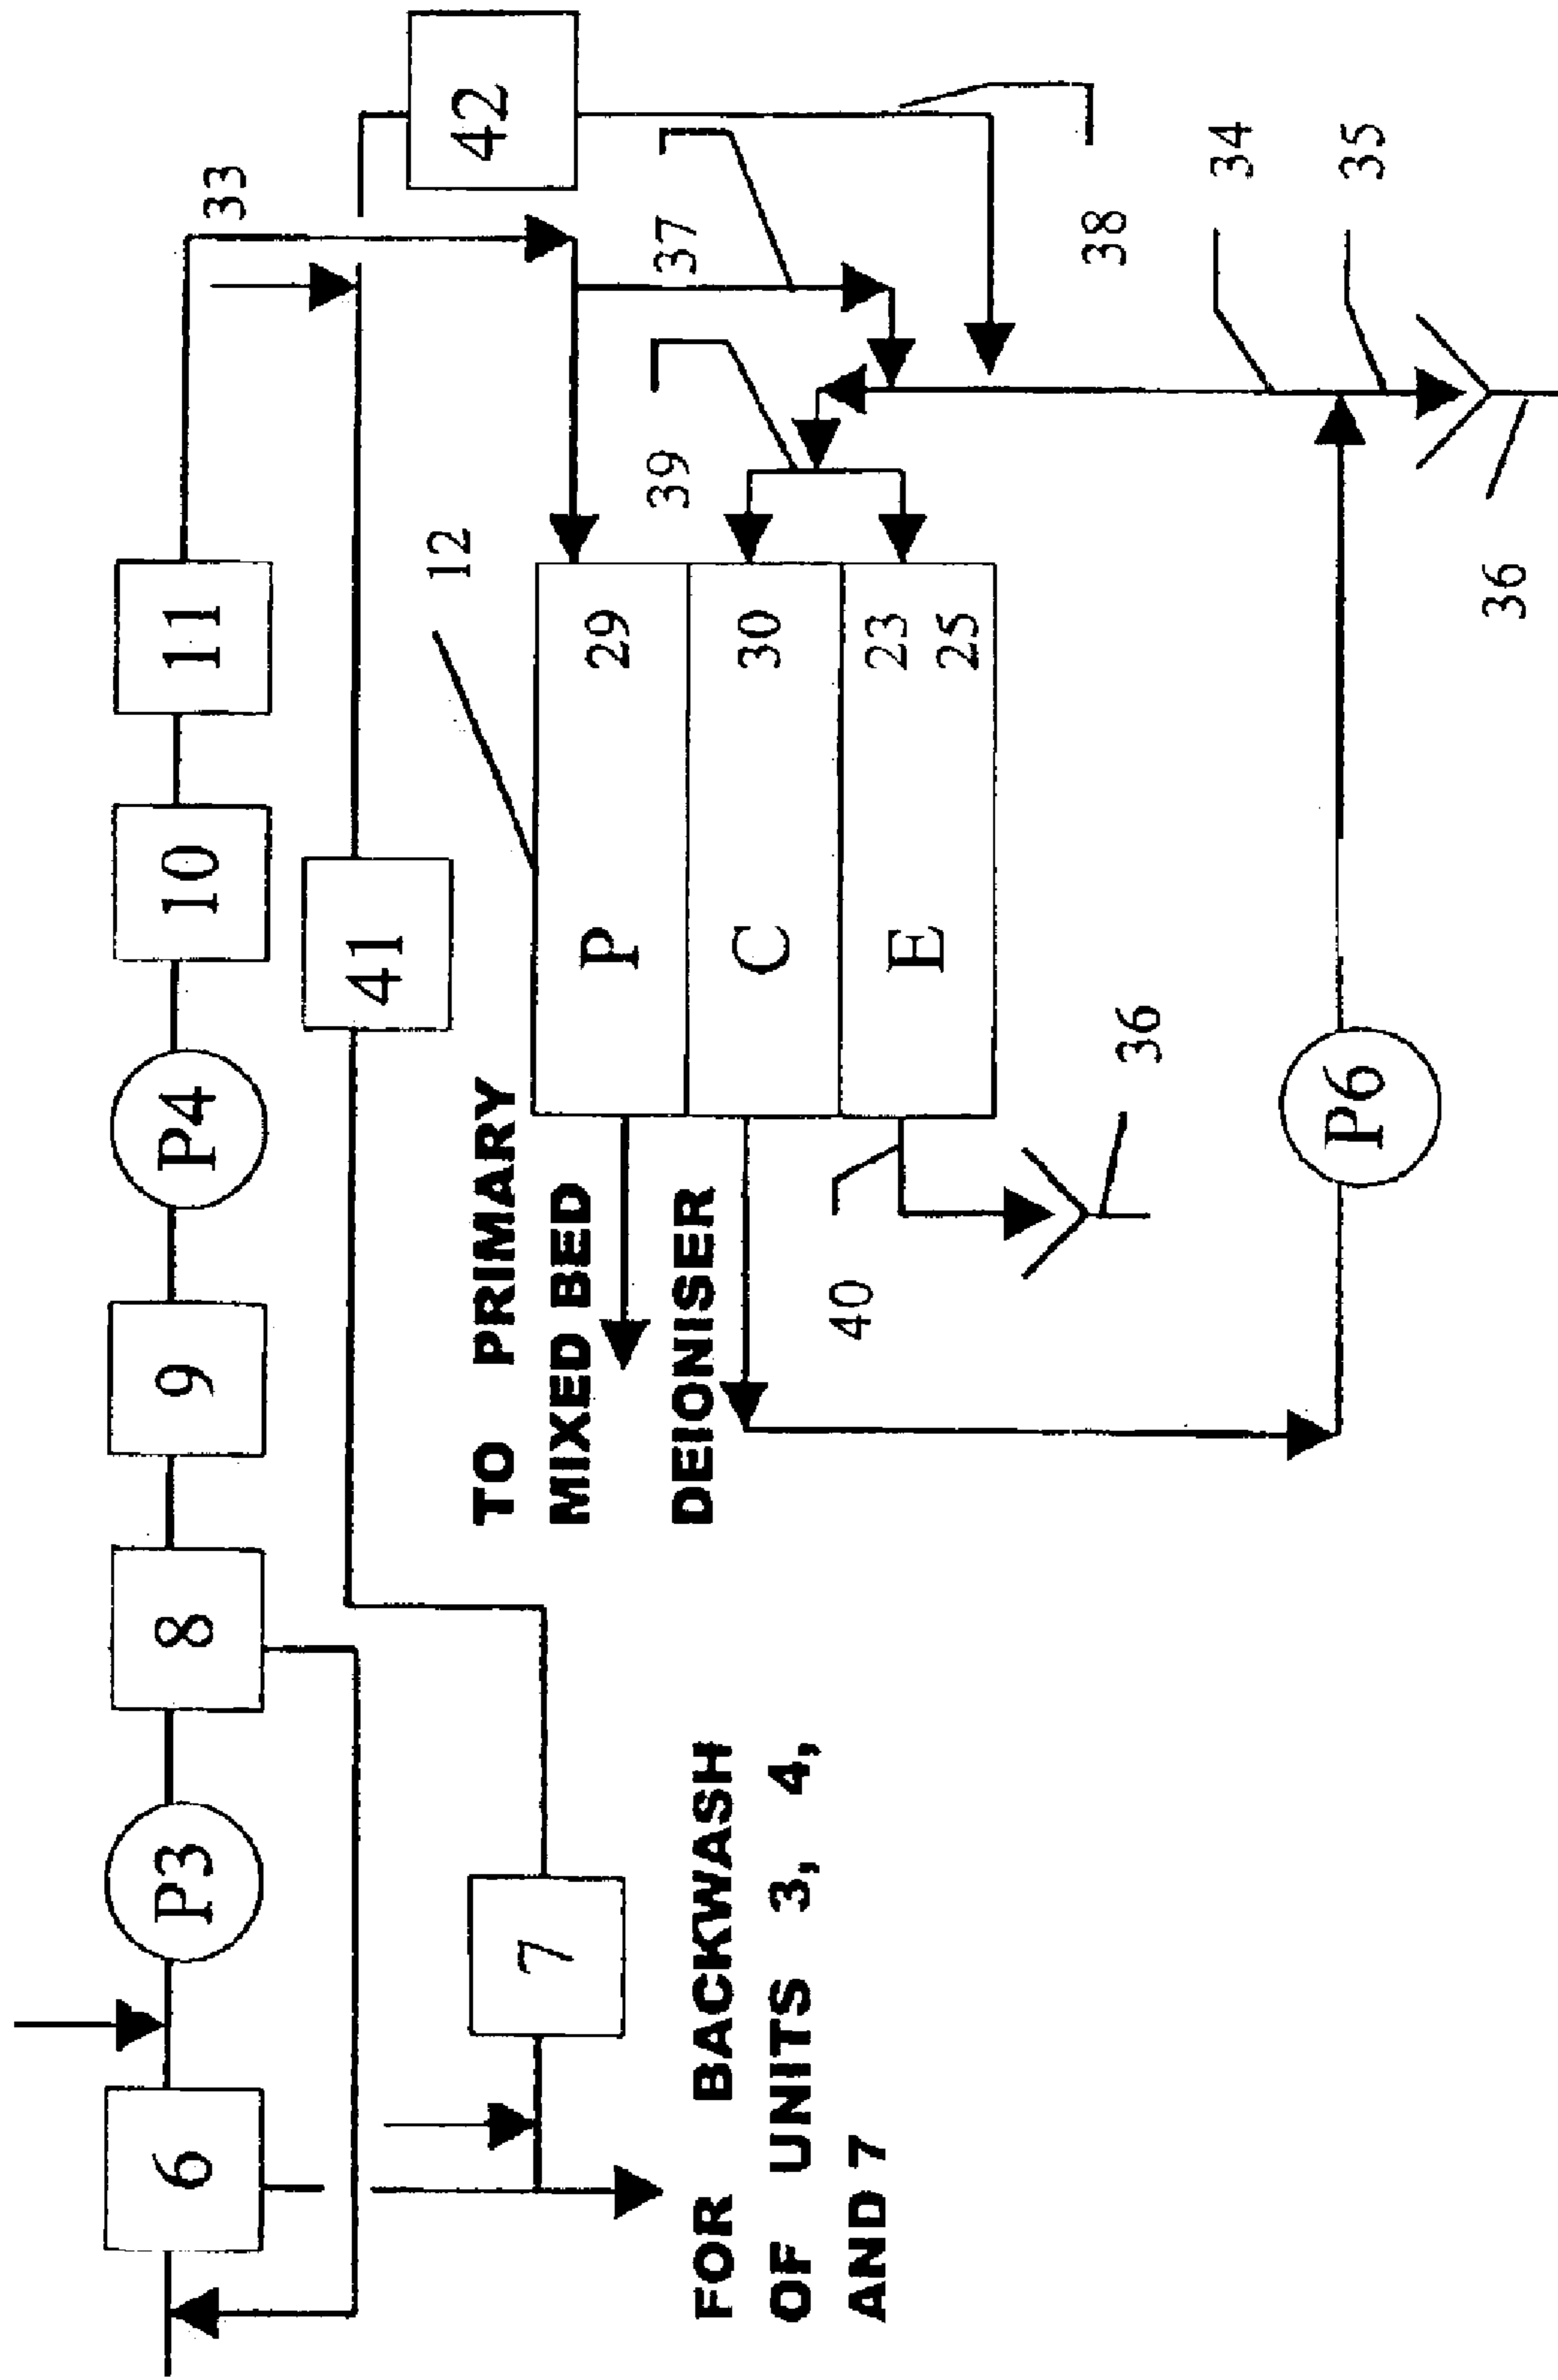 6
P3
8
9
P4
10
11
33
41
42
7
12
37
38
39
P
29
C
30
E
23
25
34
35
36
40
36
P6
TO PRIMARY
MIXED BED
DEIONISER
FOR BACKWASH
OF UNITS 3, 4,
AND 7